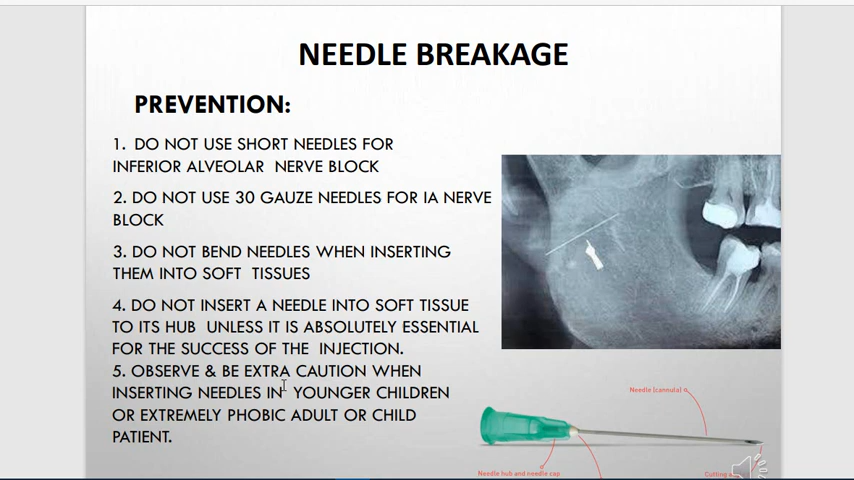 NEEDLE BREAKAGE
PREVENTION:
1. DO NOT USE SHORT NEEDLES FOR
INFERIOR ALVEOLAR NERVE BLOCK
2. DO NOT USE 30 GAUZE NEEDLES FOR IA NERVE
BLOCK
3. DO NOT BEND NEEDLES WHEN INSERTING
THEM INTO SOFT TISSUES
4. DO NOT INSERT A NEEDLE INTO SOFT TISSUE
TO ITS HUB UNLESS IT IS ABSOLUTELY ESSENTIAL
FOR THE SUCCESS OF THE INJECTION.
5. OBSERVE & BE EXTRA CAUTION WHEN
INSERTING NEEDLES IN YOUNGER CHILDREN
OR EXTREMELY PHOBIC ADULT OR CHILD
PATIENT.
Needle (cannula)
Needle hub and needle cap
Cutting